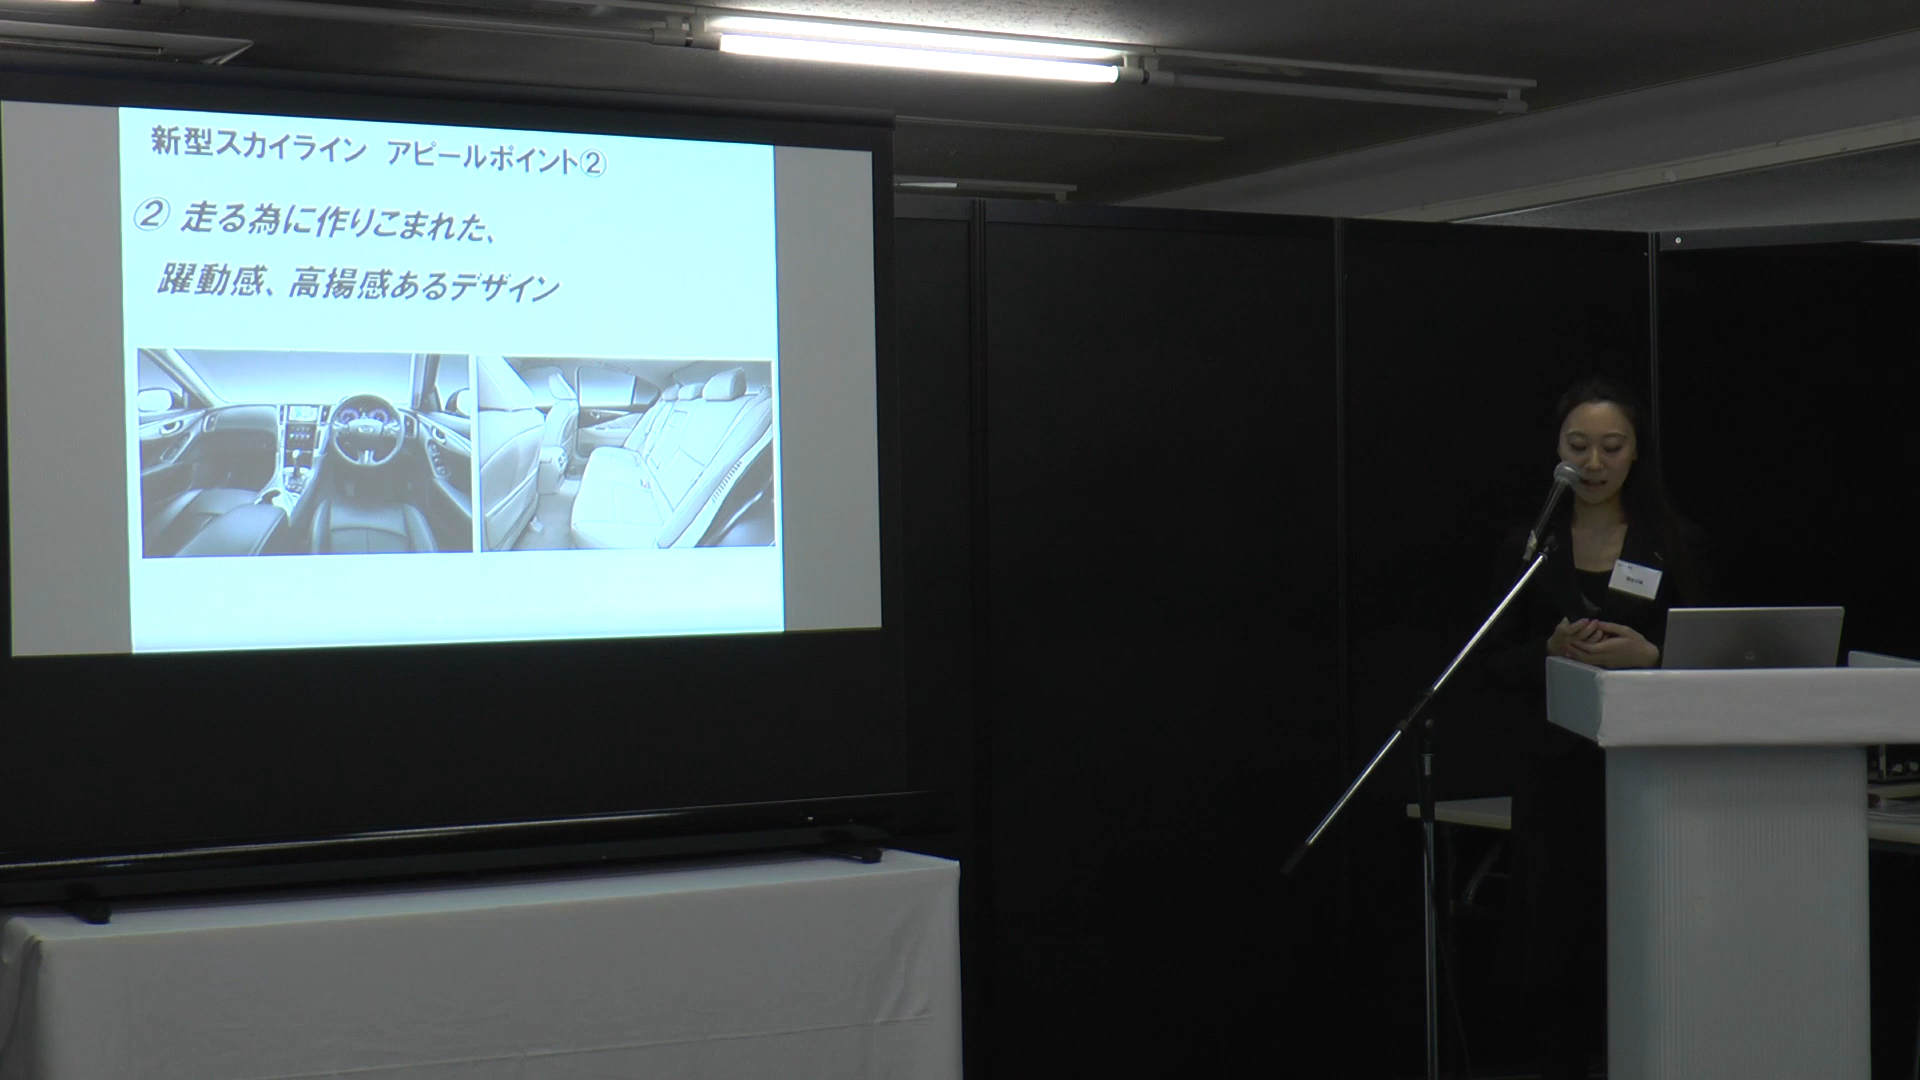 新型スカイライン　アピールポイント②
② 走る為に作りこまれた、
躍動感、高揚感あるデザイン